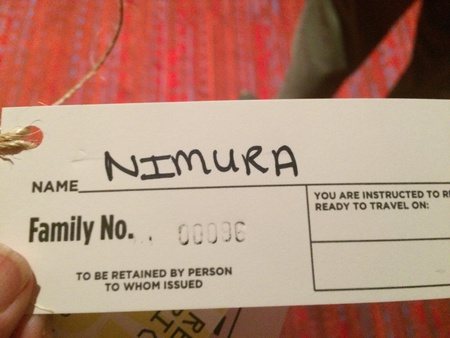 NIMURA
NAME
Family No. 00096
TO BE RETAINED BY PERSON
TO WHOM ISSUED
YOU ARE INSTRUCTED TO
READY TO TRAVEL ON: